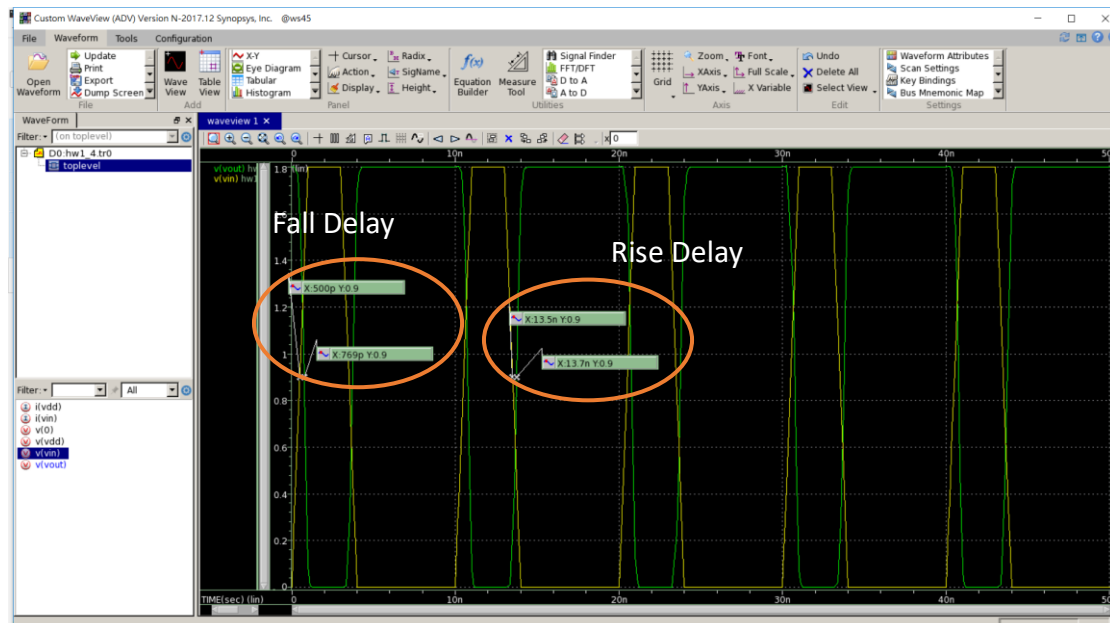 Custom WaveView (ADV) Version N-2017.12 Synopsys, Inc. @ws45
File Waveform Tools Configuration
Open Waveform
Update
Print
Export
Dump Screen
File
Wave View
Table View
Add
X-Y
Eye Diagram
Tabular
Histogram
Cursor
Action
Display
Radix
SigName
Height
Panel
f(x)
Equation Builder
Measure Tool
Signal Finder
FFT/DFT
D to A
A to D
Utilities
Grid
Zoom
XAxis
YAxis
Font
Full Scale
X Variable
Axis
Undo
Delete All
Select View
Edit
Waveform Attributes
Scan Settings
Key Bindings
Bus Mnemonic Map
Settings
WaveForm
Filter: (on toplevel)
D0:hw1_4.tr0
toplevel
Filter: All
i(vdd)
i(vin)
v(0)
v(vdd)
v(vin)
v(vout)
waveview 1
x 0
0 10n 20n 30n 40n
v(vout)
v(vin) hw1
1.8 (lin)
1.4
1.2
1
0.8
0.6
0.4
0.2
0
Fall Delay
X:500p Y:0.9
X:769p Y:0.9
Rise Delay
X:13.5n Y:0.9
X:13.7n Y:0.9
TIME(sec) (lin) 0 10n 20n 30n 40n